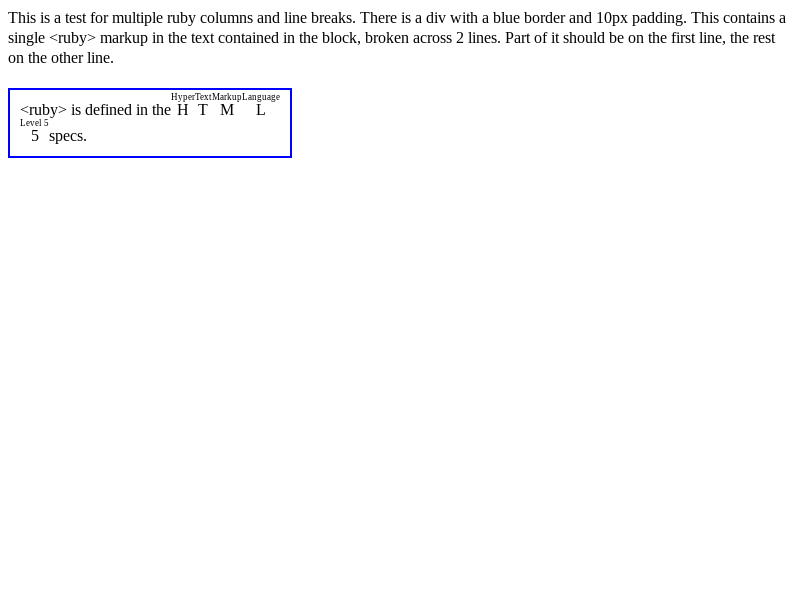 This is a test for multiple ruby columns and line breaks. There is a div with a blue border and 10px padding. This contains a
single <ruby> markup in the text contained in the block, broken across 2 lines. Part of it should be on the first line, the rest
on the other line.
HyperTextMarkupLanguage
<ruby> is defined in the H T M L
Level 5
5 specs.